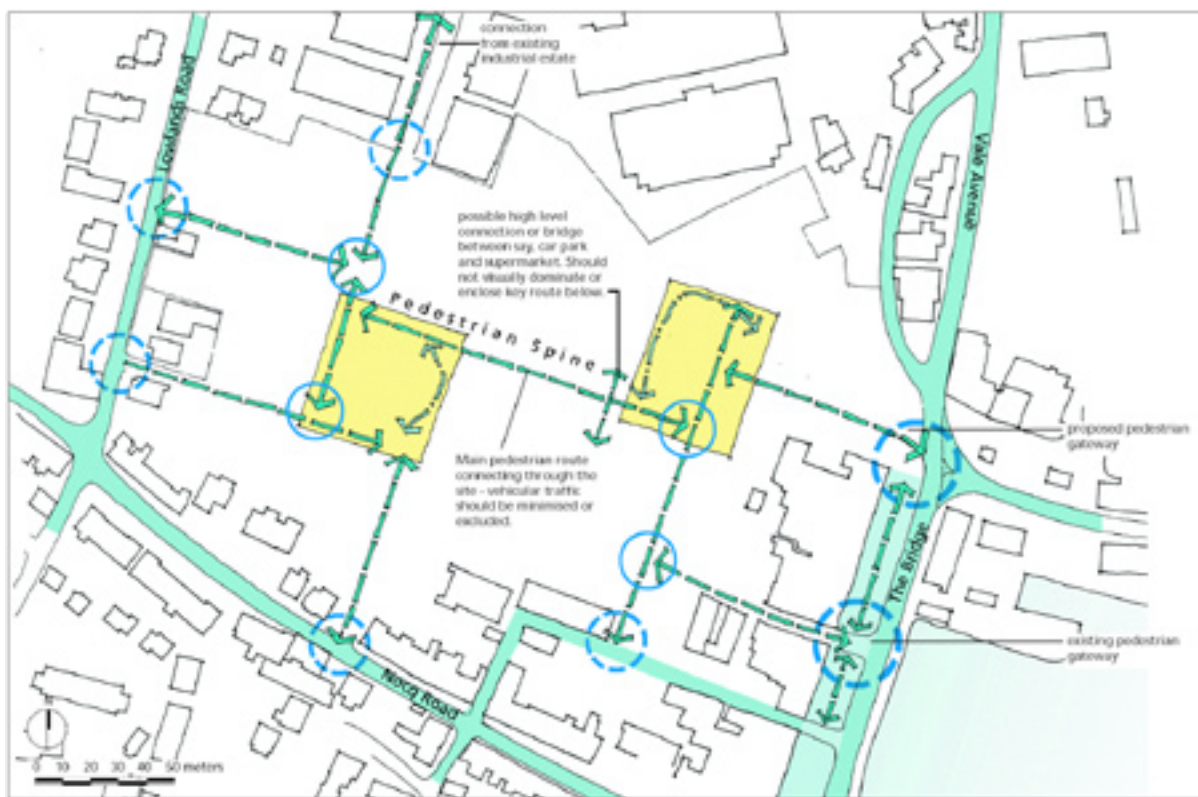 connection
from existing
industrial estate
Lowlands Road
Vale Avenue
possible high level
connection or bridge
between say, car park
and supermarket. Should
not visually dominate or
enclose key route below.
Pedestrian Spine
proposed pedestrian
gateway
Main pedestrian route
connecting through the
site - vehicular traffic
should be minimised or
excluded.
The Bridge
existing pedestrian
gateway
Nocq Road
0 10 20 30 40 50 meters